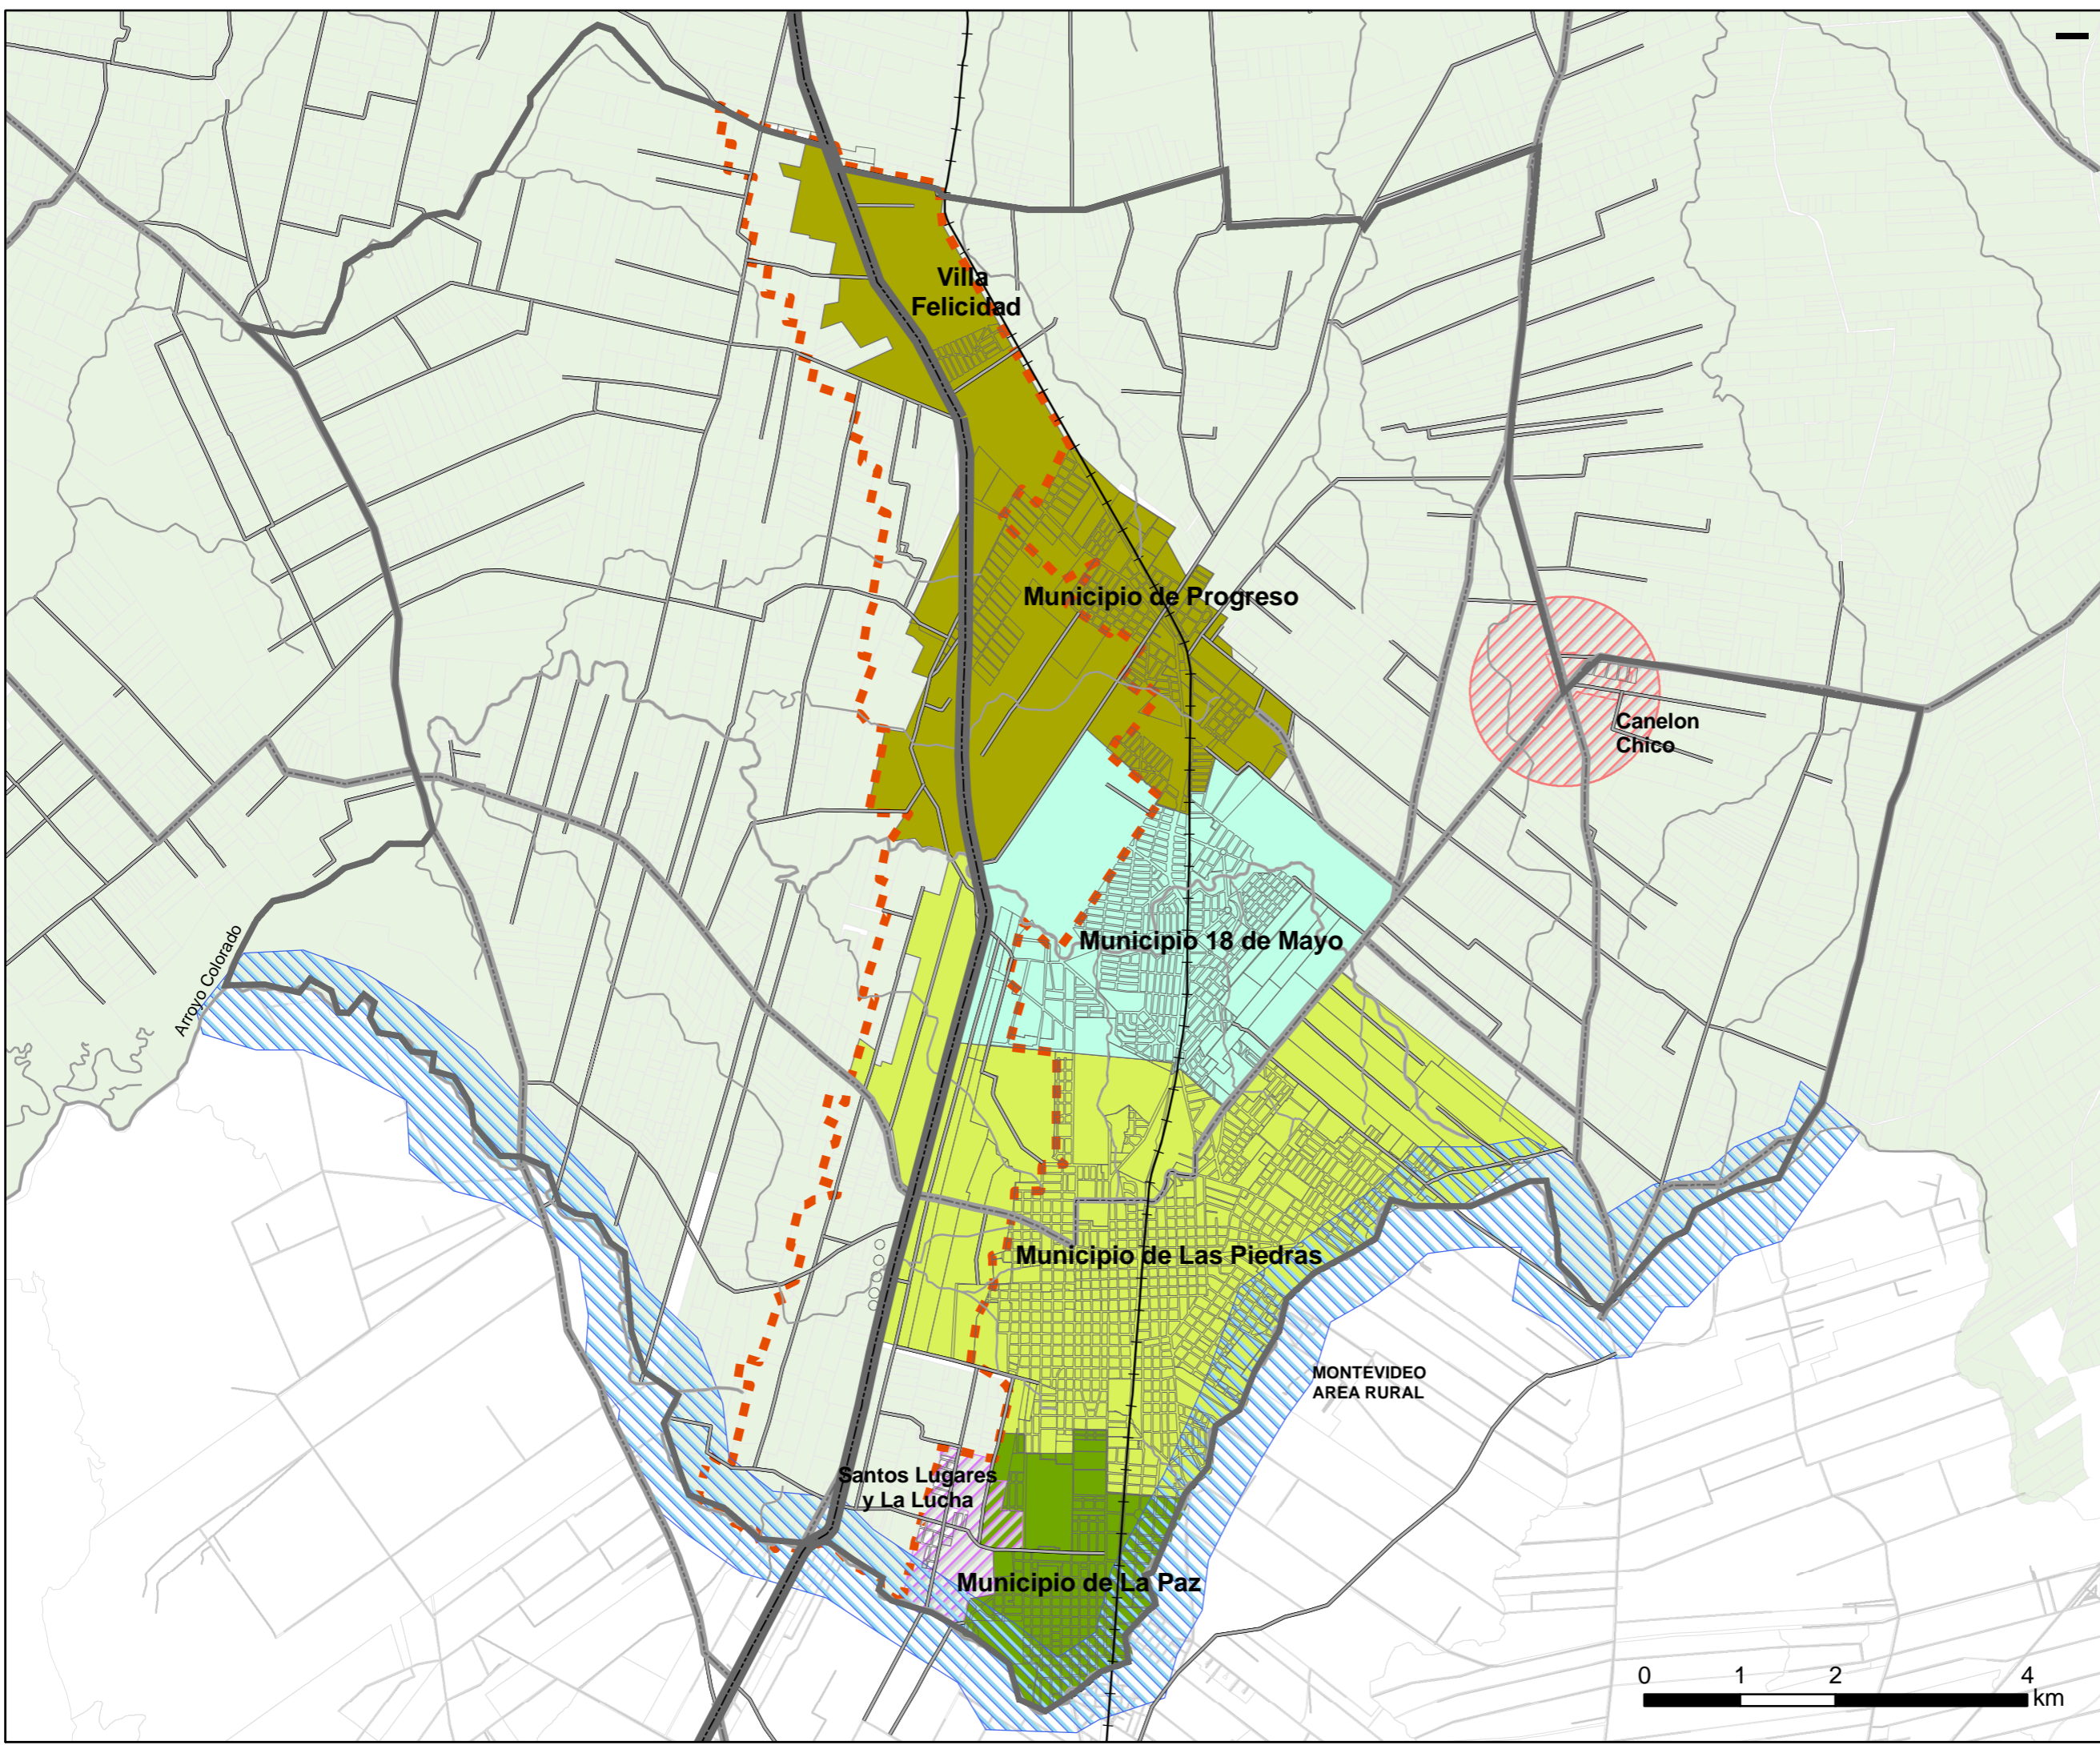 Villa
Felicidad
Municipio de Progreso
Canelon
Chico
Arroyo Colorado
Municipio 18 de Mayo
Municipio de Las Piedras
MONTEVIDEO
AREA RURAL
Santos Lugares
y La Lucha
Municipio de La Paz
0 1 2 4
km